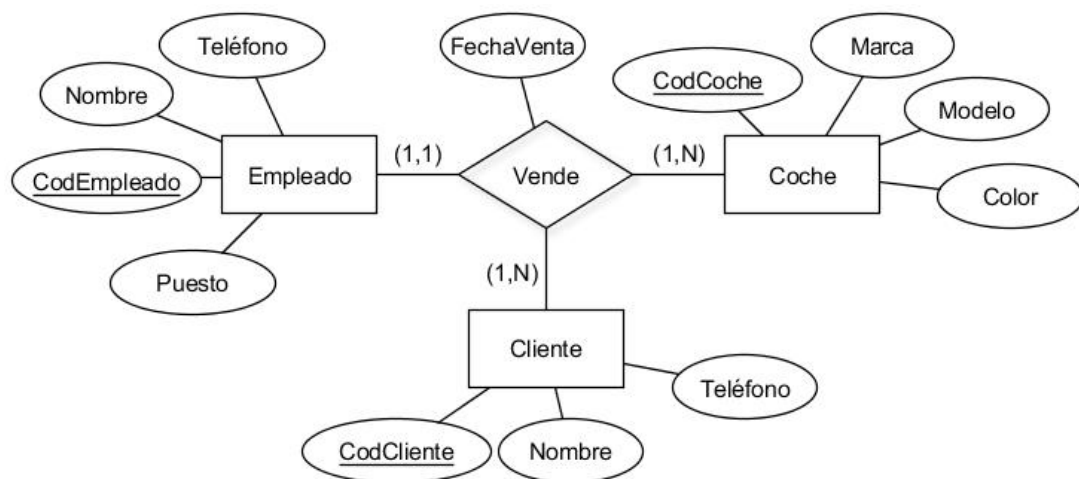 Teléfono
FechaVenta
Marca
Nombre
CodCoche
Modelo
CodEmpleado
Empleado
(1,1)
Vende
(1,N)
Coche
Color
Puesto
(1,N)
Cliente
Teléfono
CodCliente
Nombre